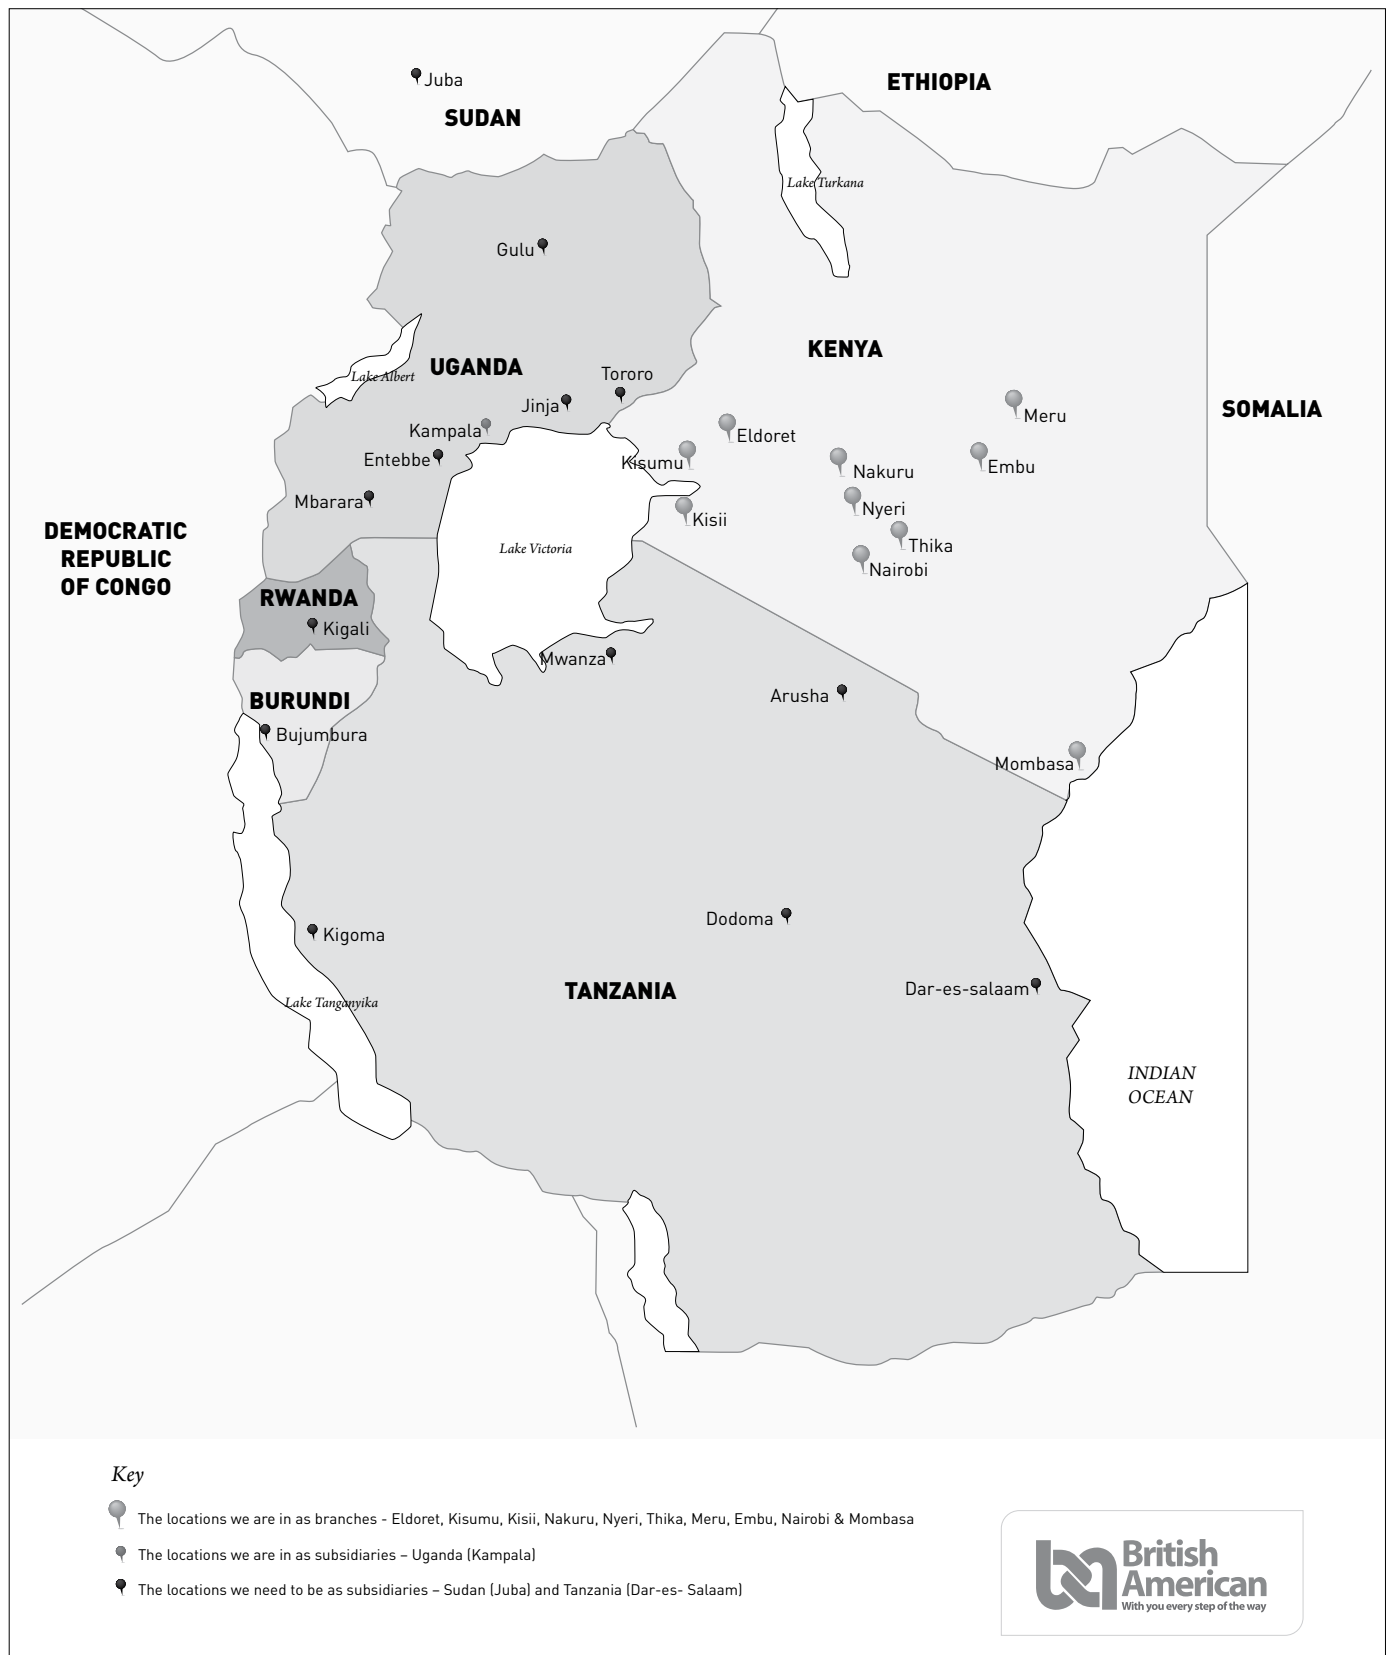 Juba
SUDAN
ETHIOPIA
Lake Turkana
Gulu
KENYA
UGANDA
Lake Albert
Tororo
Jinja
Kampala
Entebbe
Mbarara
Eldoret
Kisumu
Kisii
Meru
Embu
Nakuru
Nyeri
Thika
Nairobi
SOMALIA
DEMOCRATIC
REPUBLIC
OF CONGO
Lake Victoria
RWANDA
Kigali
Mwanza
Arusha
BURUNDI
Bujumbura
Mombasa
Dodoma
Kigoma
TANZANIA
Dar-es-salaam
Lake Tanganyika
INDIAN
OCEAN
Key
The locations we are in as branches - Eldoret, Kisumu, Kisii, Nakuru, Nyeri, Thika, Meru, Embu, Nairobi & Mombasa
The locations we are in as subsidiaries – Uganda (Kampala)
The locations we need to be as subsidiaries – Sudan (Juba) and Tanzania (Dar-es- Salaam)
British
American
With you every step of the way